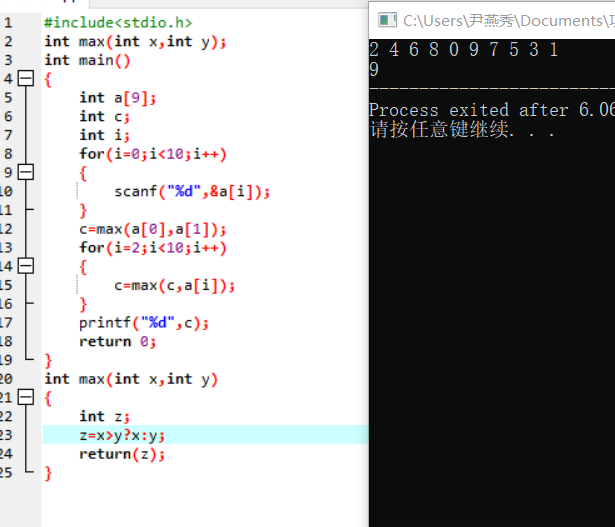 C:\Users\尹燕秀\Documents\
1 #include<stdio.h>
2 int max(int x,int y);
3 int main()
4 {
5 int a[9];
6 int c;
7 int i;
8 for(i=0;i<10;i++)
9 {
10 scanf("%d",&a[i]);
11 }
12 c=max(a[0],a[1]);
13 for(i=2;i<10;i++)
14 {
15 c=max(c,a[i]);
16 }
17 printf("%d",c);
18 return 0;
19 }
20 int max(int x,int y)
21 {
22 int z;
23 z=x>y?x:y;
24 return(z);
25 }
2 4 6 8 0 9 7 5 3 1
9
--------------------------
Process exited after 6.06
请按任意键继续. . .